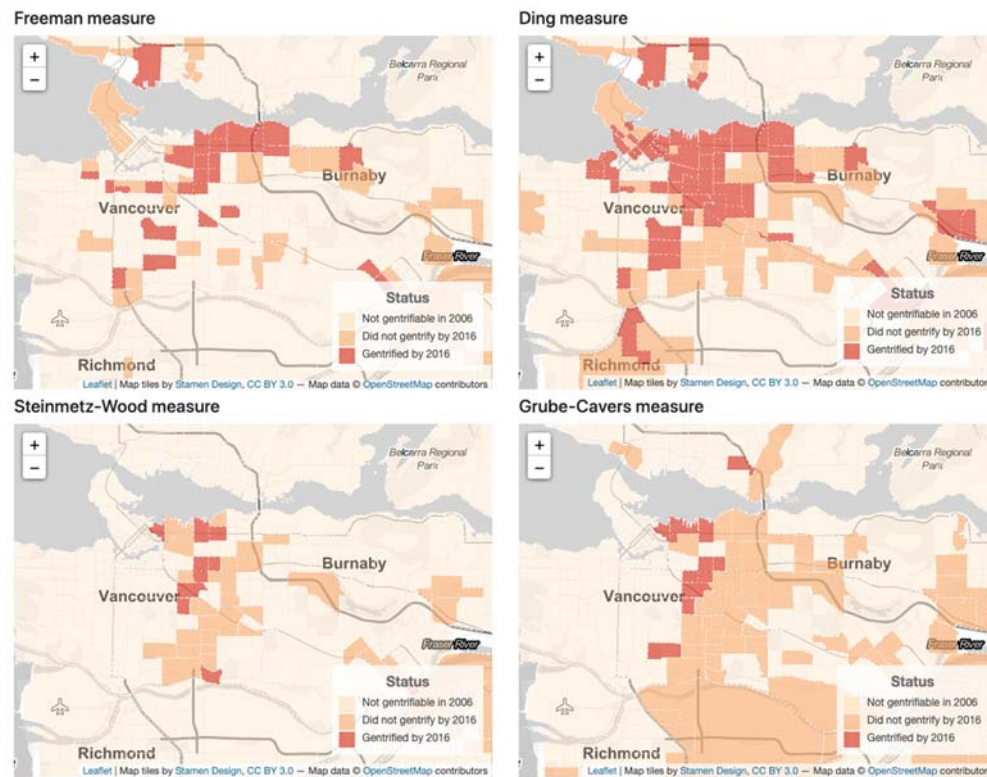 Freeman measure
+
−
Belcarra Regional
Park
Burnaby
Vancouver
Fraser River
Status
Not gentrifiable in 2006
Did not gentrify by 2016
Gentrified by 2016
Richmond
Leaflet | Map tiles by Stamen Design, CC BY 3.0 — Map data © OpenStreetMap contributors
Ding measure
+
−
Belcarra Regional
Park
Burnaby
Vancouver
Fraser River
Status
Not gentrifiable in 2006
Did not gentrify by 2016
Gentrified by 2016
Richmond
Leaflet | Map tiles by Stamen Design, CC BY 3.0 — Map data © OpenStreetMap contributors
Steinmetz-Wood measure
+
−
Belcarra Regional
Park
Burnaby
Vancouver
Fraser River
Status
Not gentrifiable in 2006
Did not gentrify by 2016
Gentrified by 2016
Richmond
Leaflet | Map tiles by Stamen Design, CC BY 3.0 — Map data © OpenStreetMap contributors
Grube-Cavers measure
+
−
Belcarra Regional
Park
Burnaby
Vancouver
Fraser River
Status
Not gentrifiable in 2006
Did not gentrify by 2016
Gentrified by 2016
Richmond
Leaflet | Map tiles by Stamen Design, CC BY 3.0 — Map data © OpenStreetMap contributors